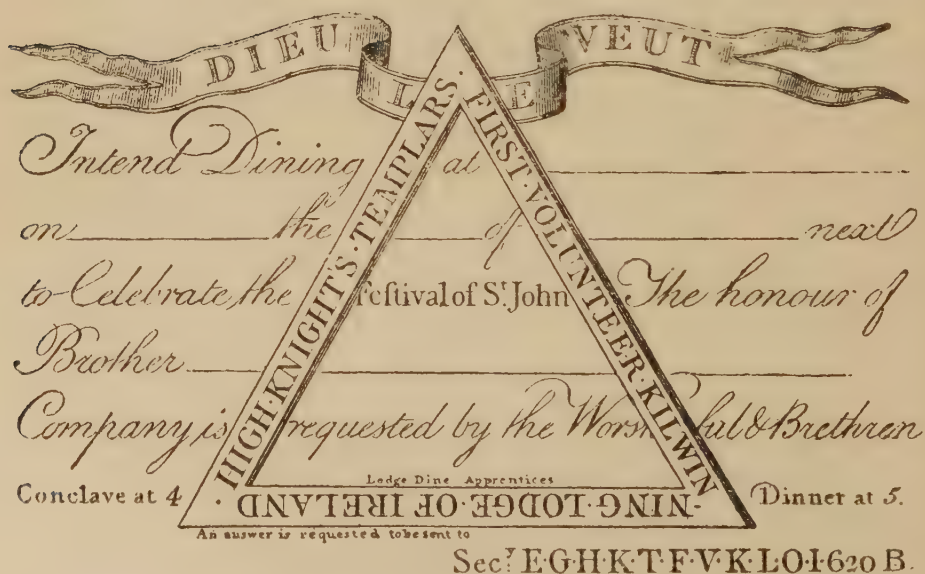 DIEU LE VEUT
HIGH·KNIGHTS·TEMPLARS·
FIRST·VOLUNTEER·KILWIN
-NING·LODGE·OF·IRELAND·
Intend Dining at
on the of next
to Celebrate the Festival of St. John The honour of
Brother
Company is requested by the Worshipful & Brethren
Lodge Dine Apprentices
Conclave at 4 Dinner at 5.
An answer is requested to be sent to
Secy. E·G·H·K·T·F·V·K·L·O·I·620 B.